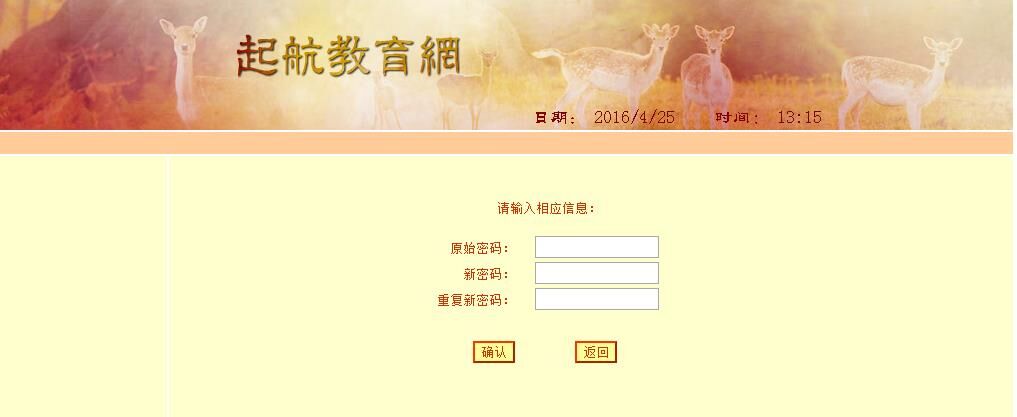 起航教育網
日期： 2016/4/25 时间： 13:15
请输入相应信息：
原始密码：
新密码：
重复新密码：
确认 返回